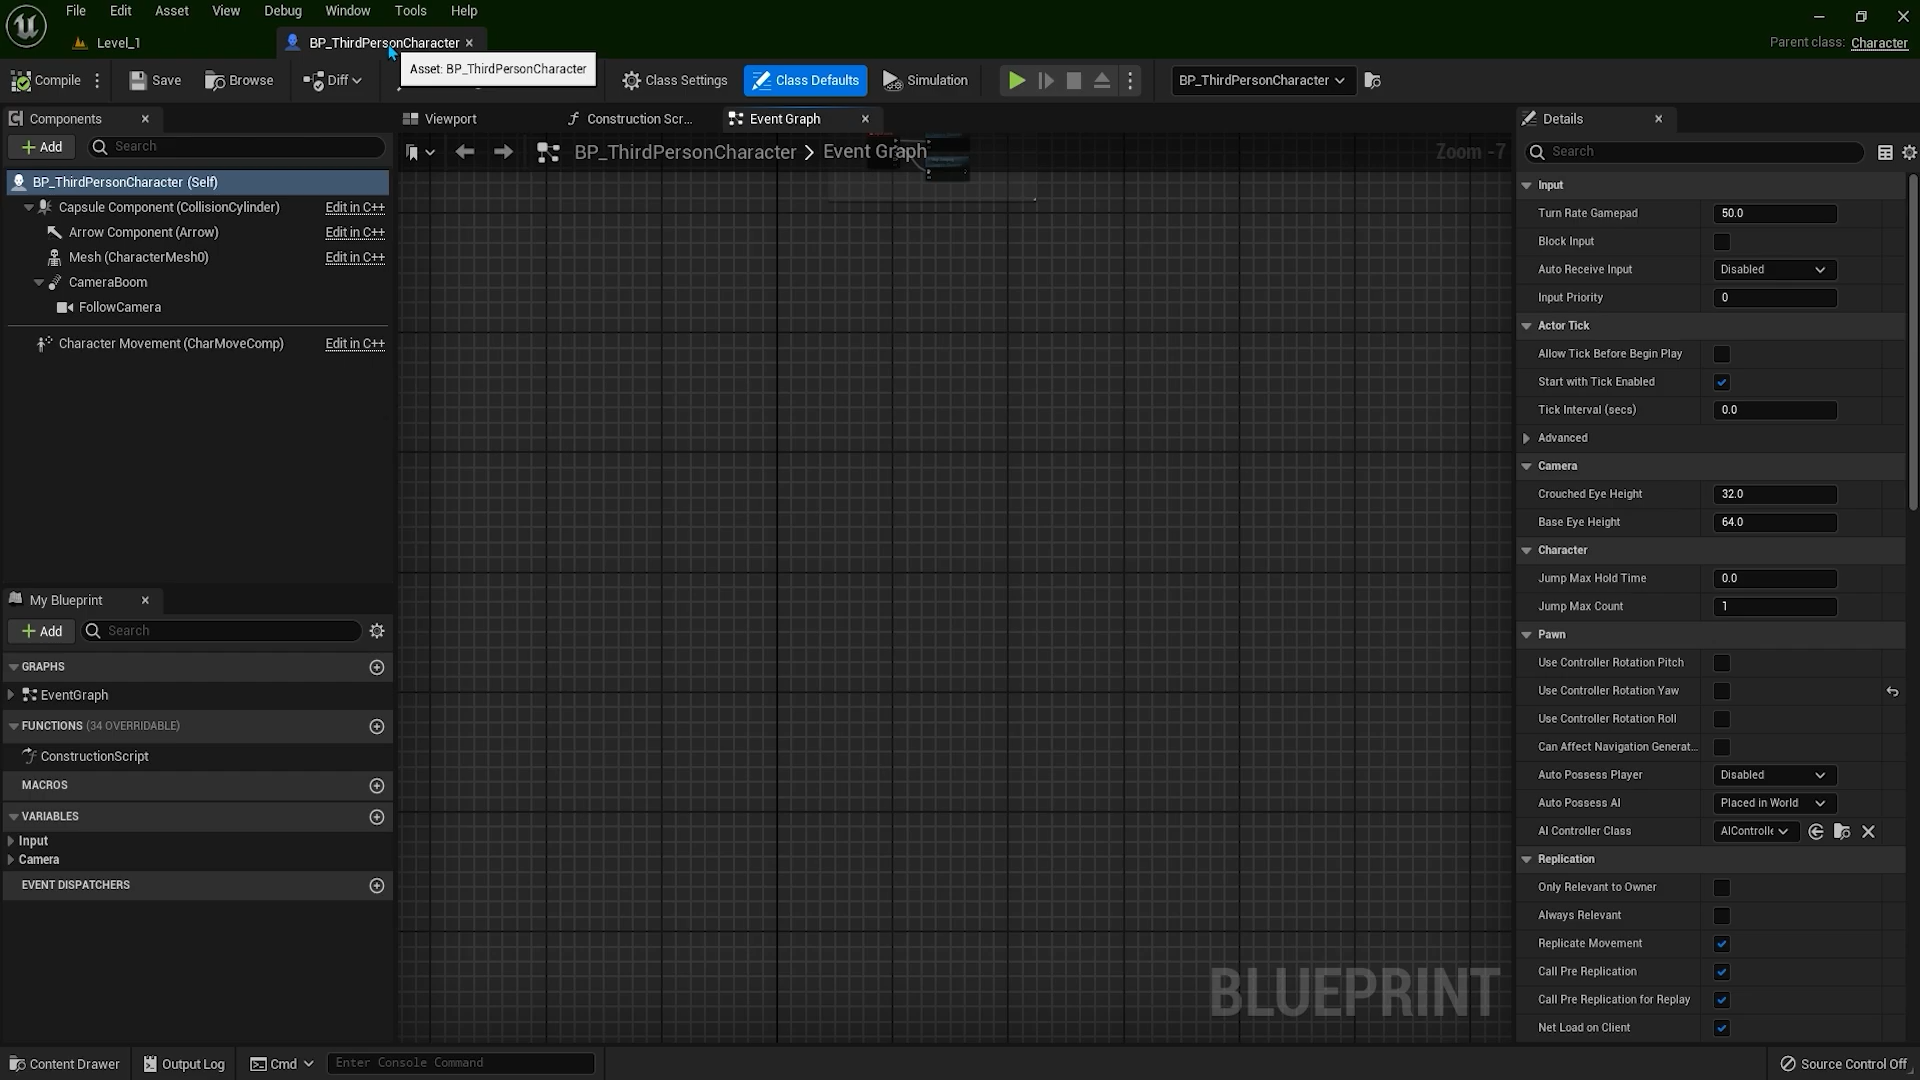 File Edit Asset View Debug Window Tools Help
Level_1
BP_ThirdPersonCharacter
Parent class: Character
Asset: BP_ThirdPersonCharacter
Compile Save Browse Diff Class Settings Class Defaults Simulation BP_ThirdPersonCharacter
Components
Add Search
BP_ThirdPersonCharacter (Self)
Capsule Component (CollisionCylinder) Edit in C++
Arrow Component (Arrow) Edit in C++
Mesh (CharacterMesh0) Edit in C++
CameraBoom
FollowCamera
Character Movement (CharMoveComp) Edit in C++
My Blueprint
Add Search
GRAPHS
EventGraph
FUNCTIONS (34 OVERRIDABLE)
ConstructionScript
MACROS
VARIABLES
Input
Camera
EVENT DISPATCHERS
Viewport Construction Scr... Event Graph
BP_ThirdPersonCharacter > Event Graph Zoom -7
BLUEPRINT
Details
Search
Input
Turn Rate Gamepad 50.0
Block Input
Auto Receive Input Disabled
Input Priority 0
Actor Tick
Allow Tick Before Begin Play
Start with Tick Enabled
Tick Interval (secs) 0.0
Advanced
Camera
Crouched Eye Height 32.0
Base Eye Height 64.0
Character
Jump Max Hold Time 0.0
Jump Max Count 1
Pawn
Use Controller Rotation Pitch
Use Controller Rotation Yaw
Use Controller Rotation Roll
Can Affect Navigation Generat...
Auto Possess Player Disabled
Auto Possess AI Placed in World
AI Controller Class AIControlle
Replication
Only Relevant to Owner
Always Relevant
Replicate Movement
Call Pre Replication
Call Pre Replication for Replay
Net Load on Client
Content Drawer Output Log Cmd Enter Console Command Source Control Off